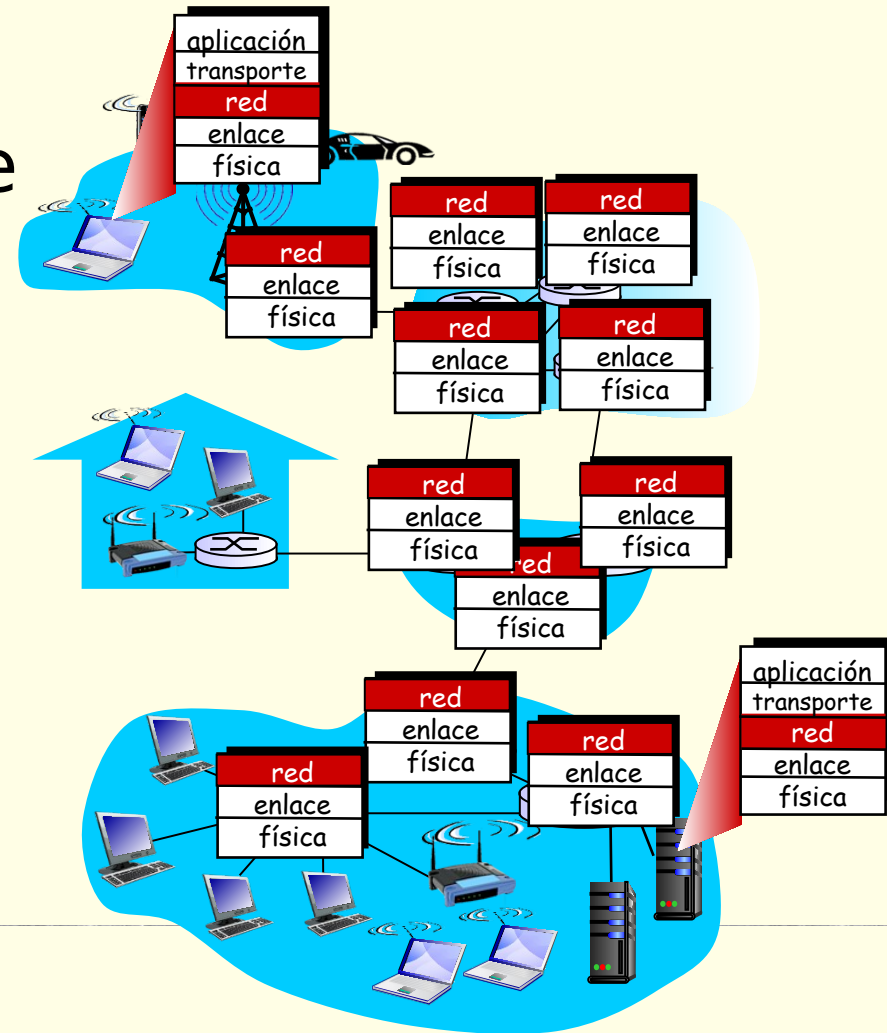 aplicación
transporte
red
enlace
física
e
red
enlace
física
red
enlace
física
red
enlace
física
red
enlace
física
red
enlace
física
red
enlace
física
red
enlace
física
red
enlace
física
red
enlace
física
aplicación
transporte
red
enlace
física
red
enlace
física
red
enlace
física